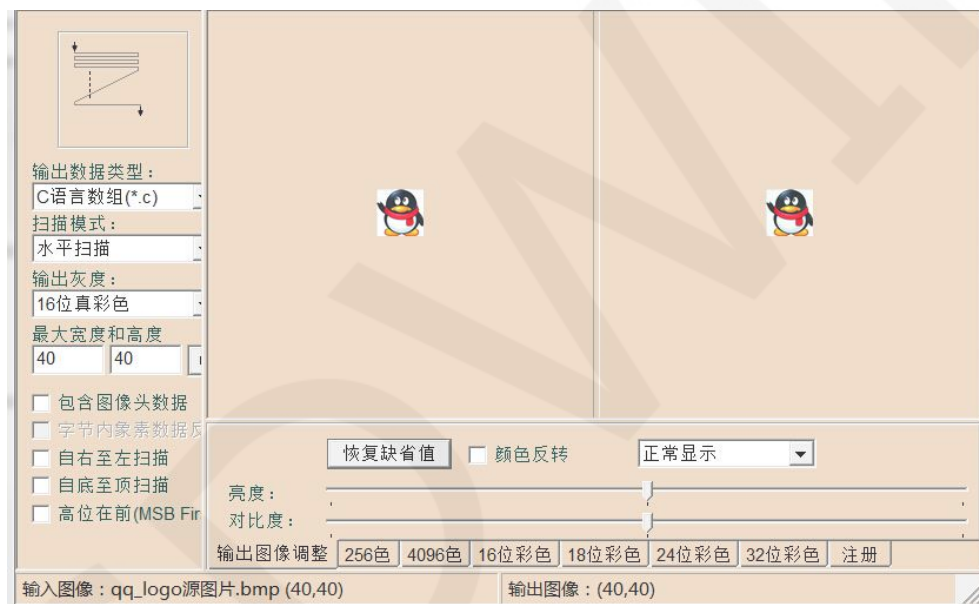 输出数据类型：
C语言数组(*.c)
扫描模式：
水平扫描
输出灰度：
16位真彩色
最大宽度和高度
40 40
包含图像头数据
字节内象素数据反
自右至左扫描
自底至顶扫描
高位在前(MSB Fir
恢复缺省值 颜色反转 正常显示
亮度：
对比度：
输出图像调整 256色 4096色 16位彩色 18位彩色 24位彩色 32位彩色 注册
输入图像：qq_logo源图片.bmp (40,40) 输出图像：(40,40)